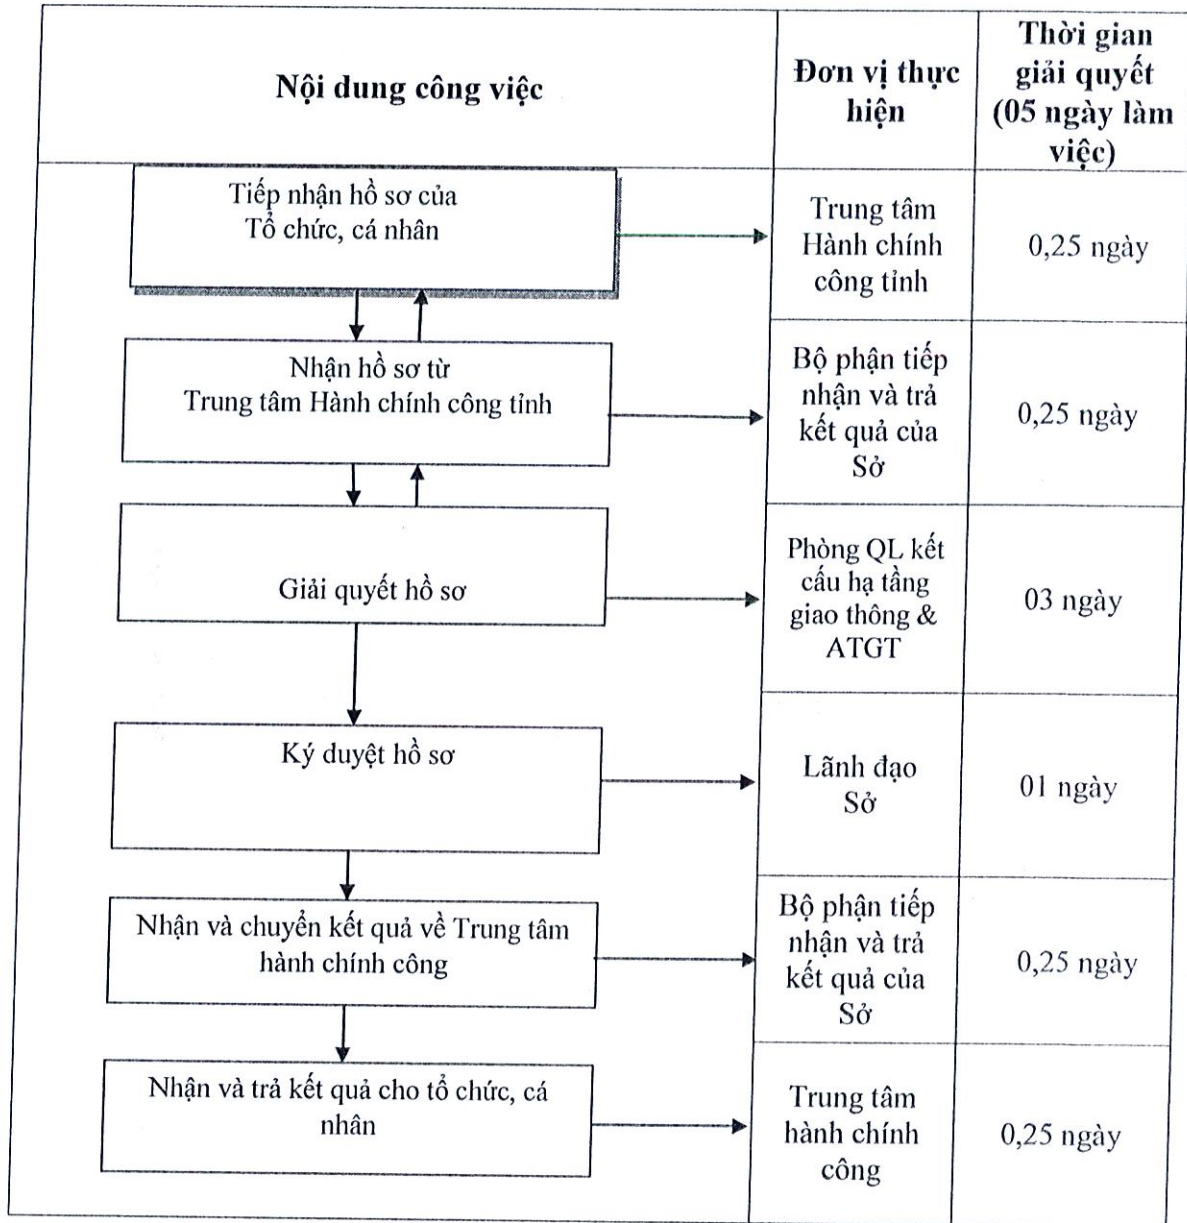 Nội dung công việc
Đơn vị thực
hiện
Thời gian
giải quyết
(05 ngày làm
việc)
Tiếp nhận hồ sơ của
Tổ chức, cá nhân
Trung tâm
Hành chính
công tỉnh
0,25 ngày
Nhận hồ sơ từ
Trung tâm Hành chính công tỉnh
Bộ phận tiếp
nhận và trả
kết quả của
Sở
0,25 ngày
Giải quyết hồ sơ
Phòng QL kết
cấu hạ tầng
giao thông &
ATGT
03 ngày
Ký duyệt hồ sơ
Lãnh đạo
Sở
01 ngày
Nhận và chuyển kết quả về Trung tâm
hành chính công
Bộ phận tiếp
nhận và trả
kết quả của
Sở
0,25 ngày
Nhận và trả kết quả cho tổ chức, cá
nhân
Trung tâm
hành chính
công
0,25 ngày